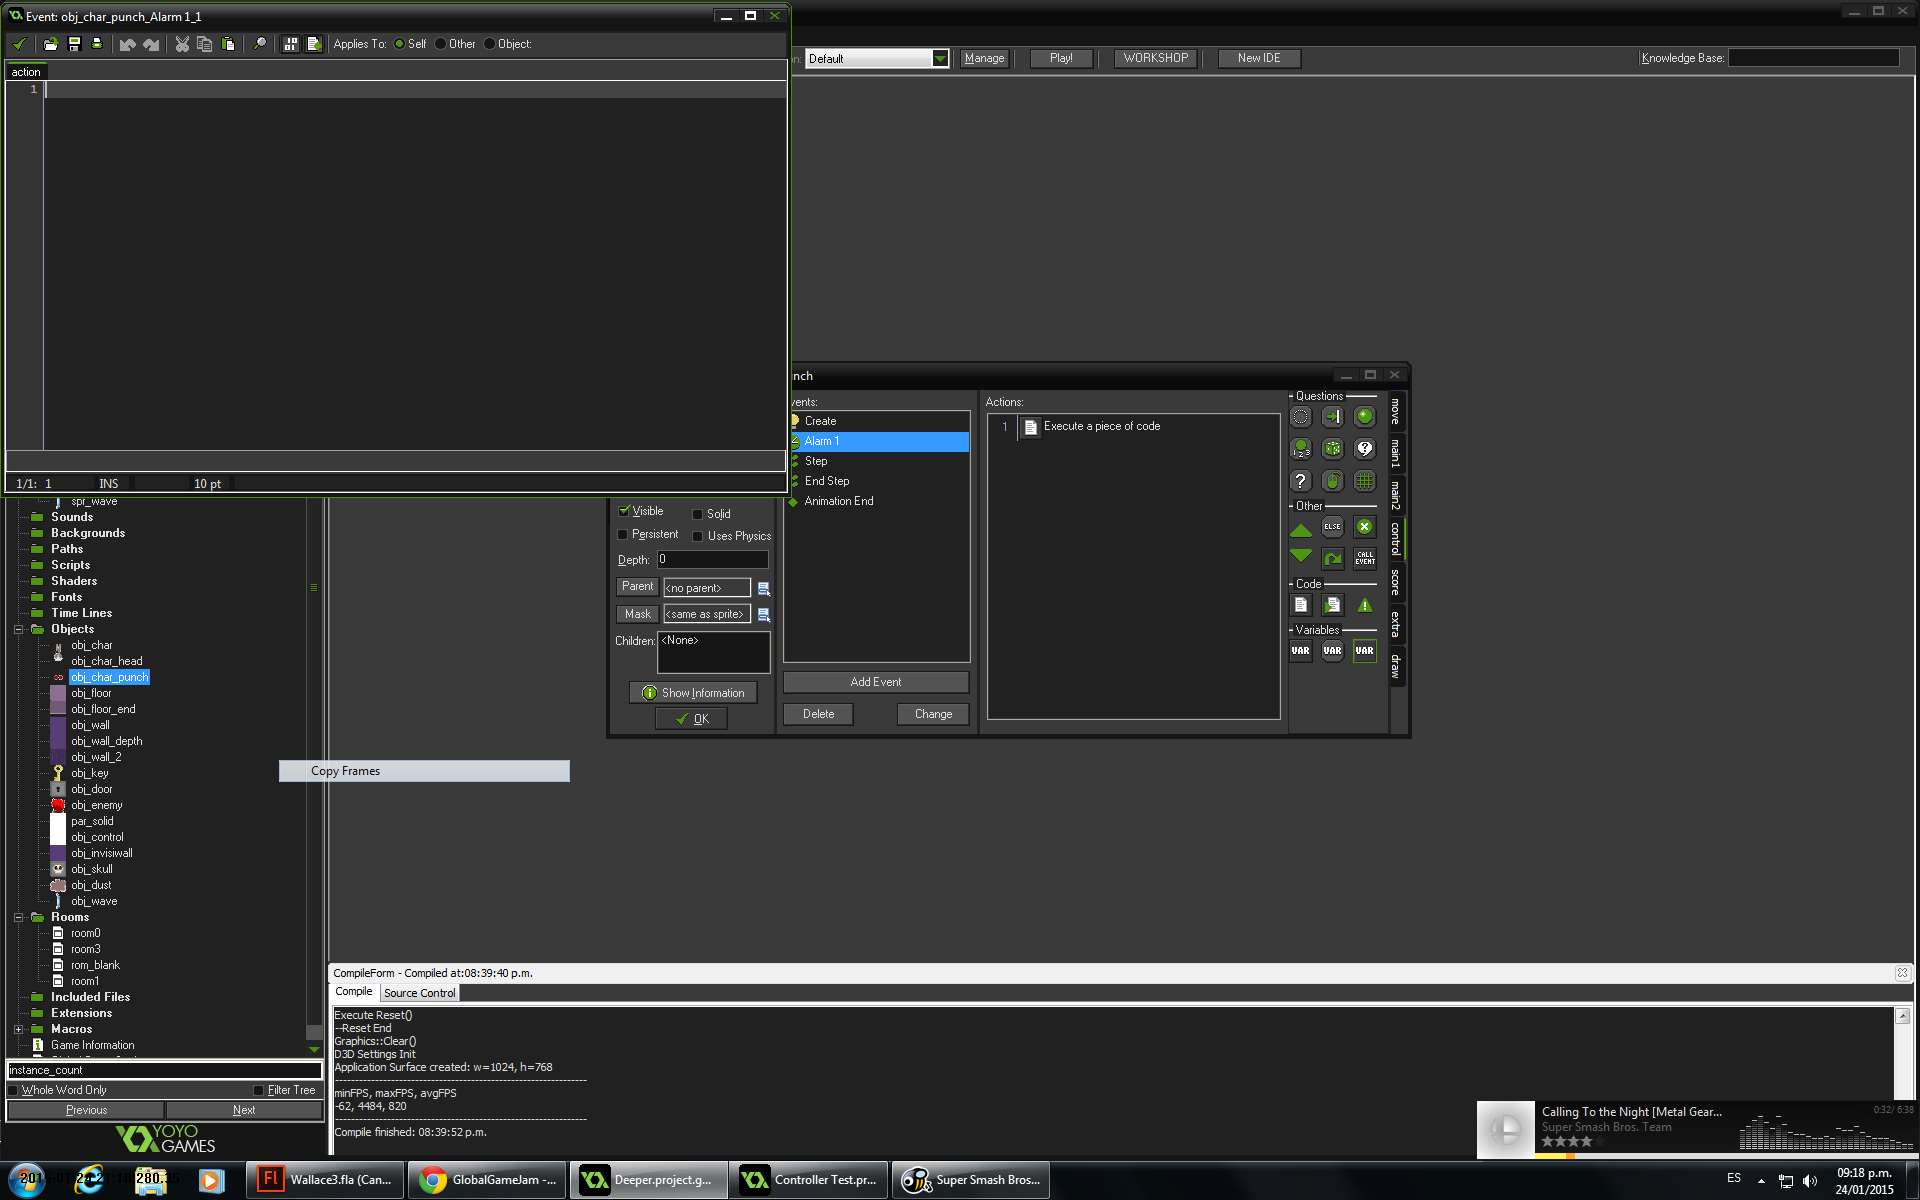 Event: obj_char_punch_Alarm 1_1
Applies To: Self Other Object:
action
1
1/1: 1 INS 10 pt
Default
Manage
Play!
WORKSHOP
New IDE
Knowledge Base:
spr_wave
Sounds
Backgrounds
Paths
Scripts
Shaders
Fonts
Time Lines
Objects
obj_char
obj_char_head
obj_char_punch
obj_floor
obj_floor_end
obj_wall
obj_wall_depth
obj_wall_2
obj_key
obj_door
obj_enemy
par_solid
obj_control
obj_invisiwall
obj_skull
obj_dust
obj_wave
Rooms
room0
room3
rom_blank
room1
Included Files
Extensions
Macros
Game Information
instance_count
Whole Word Only
Filter Tree
Previous
Next
YOYO
GAMES
Copy Frames
Visible
Solid
Persistent
Uses Physics
Depth: 0
Parent <no parent>
Mask <same as sprite>
Children: <None>
Show Information
OK
Create
Alarm 1
Step
End Step
Animation End
Add Event
Delete
Change
Actions:
1 Execute a piece of code
Questions
Other
ELSE
CALL
EVENT
Code
Variables
VAR VAR VAR
move
main1
main2
control
score
extra
draw
CompileForm - Compiled at:08:39:40 p.m.
Compile
Source Control
Execute Reset()
--Reset End
Graphics::Clear()
D3D Settings Init
Application Surface created: w=1024, h=768
minFPS, maxFPS, avgFPS
-62, 4484, 820
Compile finished: 08:39:52 p.m.
Calling To the Night [Metal Gear...
0:32/ 6:38
Super Smash Bros. Team
Wallace3.fla (Can...
GlobalGameJam -...
Deeper.project.g...
Controller Test.pr...
Super Smash Bros...
ES
09:18 p.m.
24/01/2015